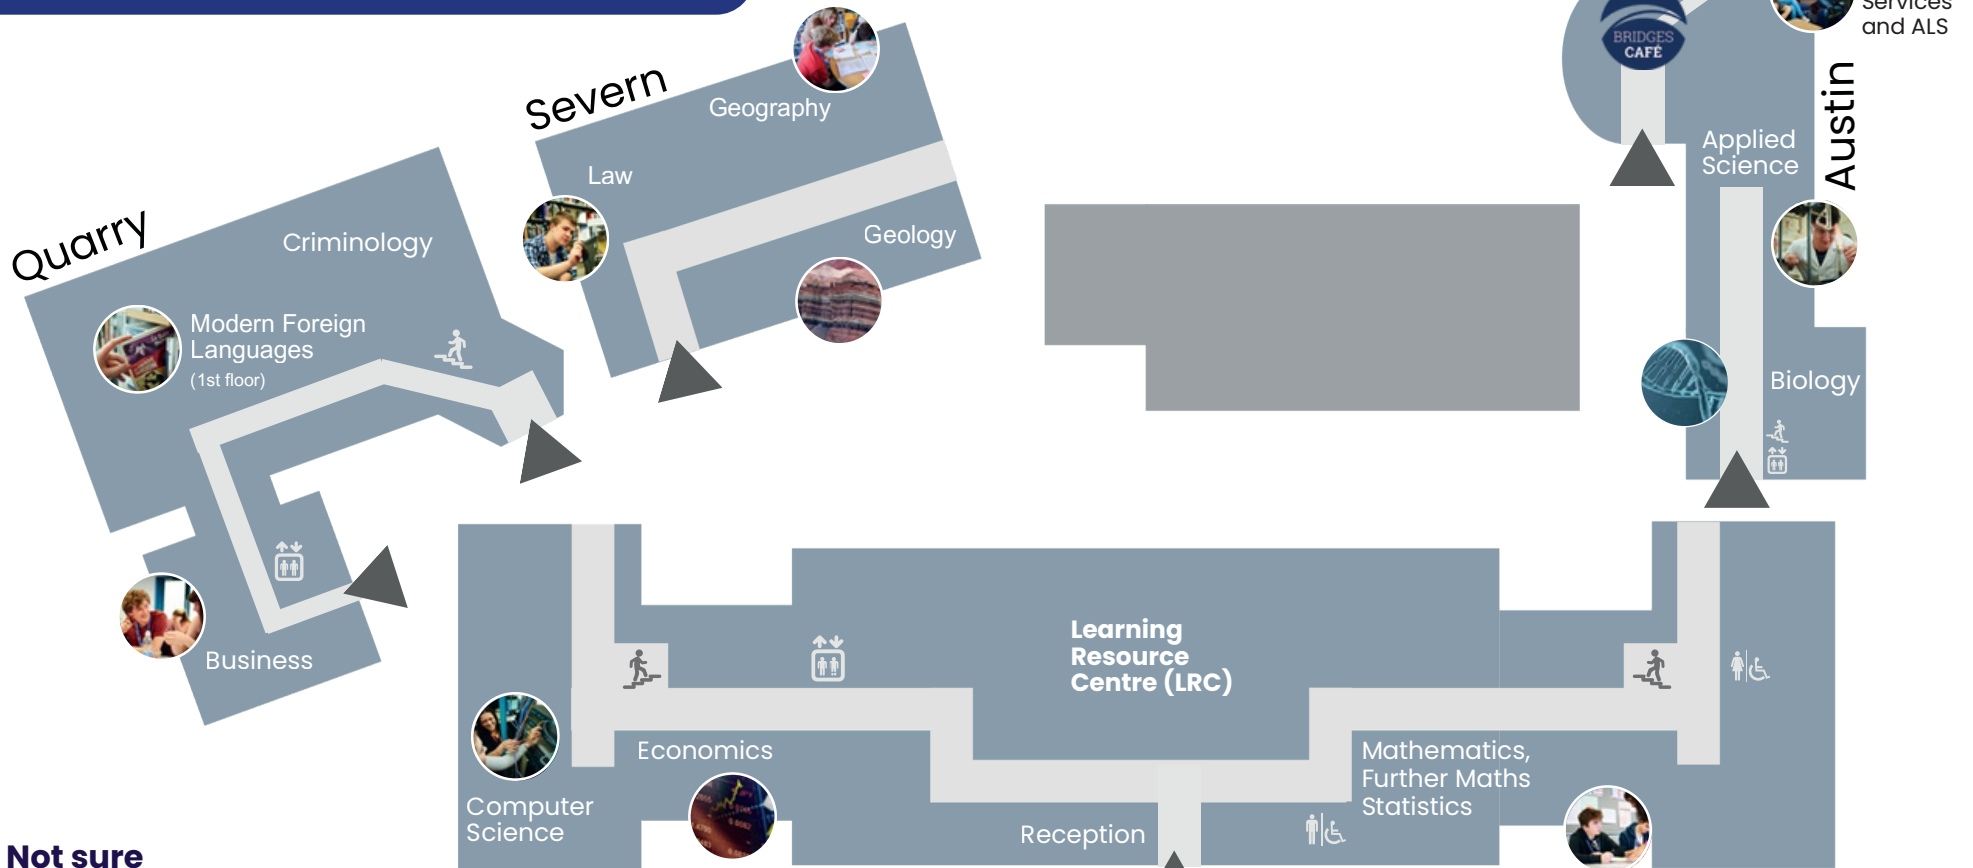 Services
and ALS
BRIDGES
CAFÉ
Austin
Applied
Science
Biology
Severn
Geography
Law
Geology
Quarry
Criminology
Modern Foreign
Languages
(1st floor)
Business
Learning
Resource
Centre (LRC)
Economics
Computer
Science
Mathematics,
Further Maths
Statistics
Reception
Not sure